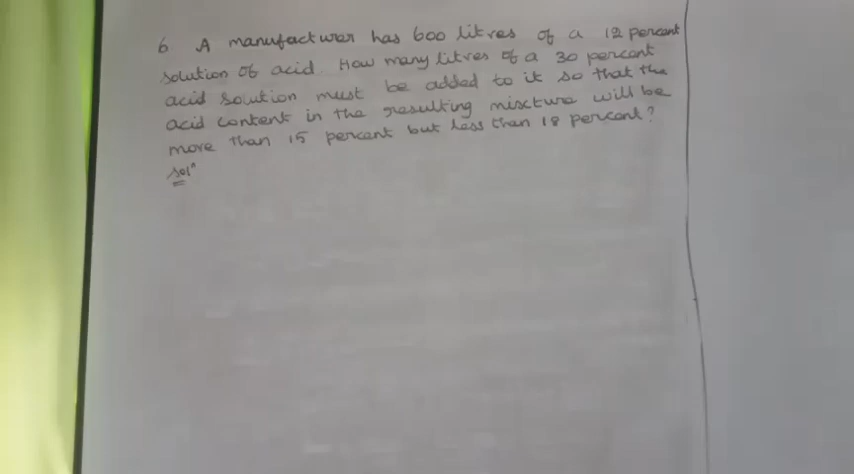 6 A manufacturer has 600 litres of a 12 percent
solution of acid. How many litres of a 30 percent
acid solution must be added to it so that the
acid content in the resulting mixture will be
more than 15 percent but less than 18 percent?
Solⁿ